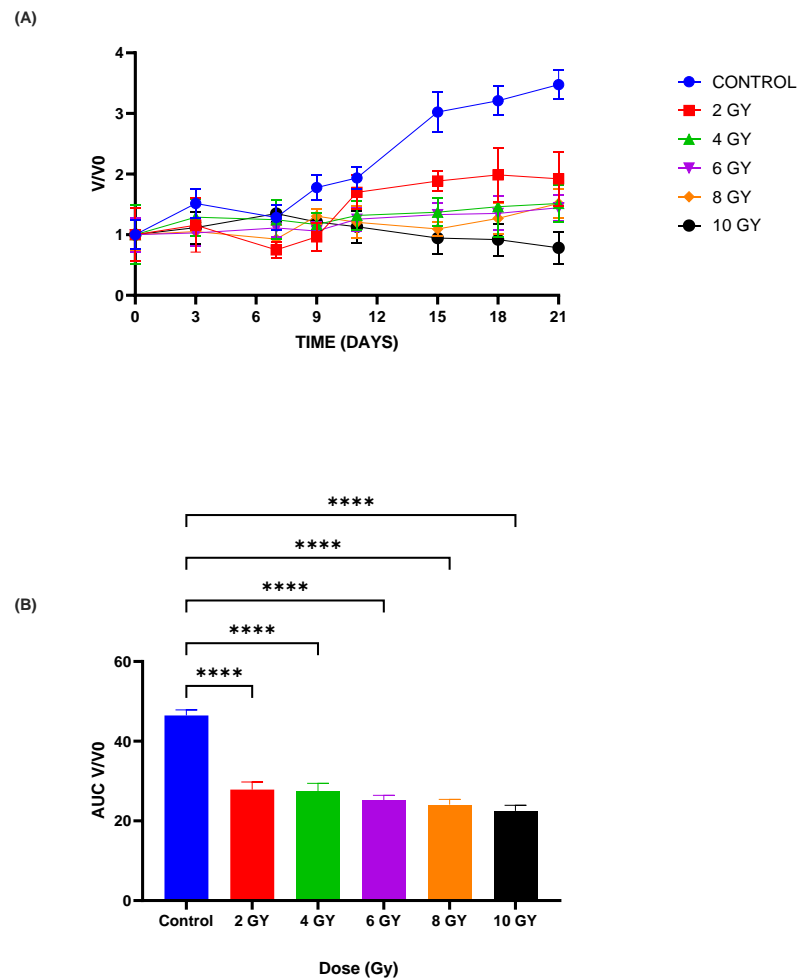 (A)
4
3
2
1
0
V/V0
0 3 6 9 12 15 18 21
TIME (DAYS)
CONTROL
2 GY
4 GY
6 GY
8 GY
10 GY
(B)
****
****
****
****
****
60
40
20
0
AUC V/V0
Control 2 GY 4 GY 6 GY 8 GY 10 GY
Dose (Gy)